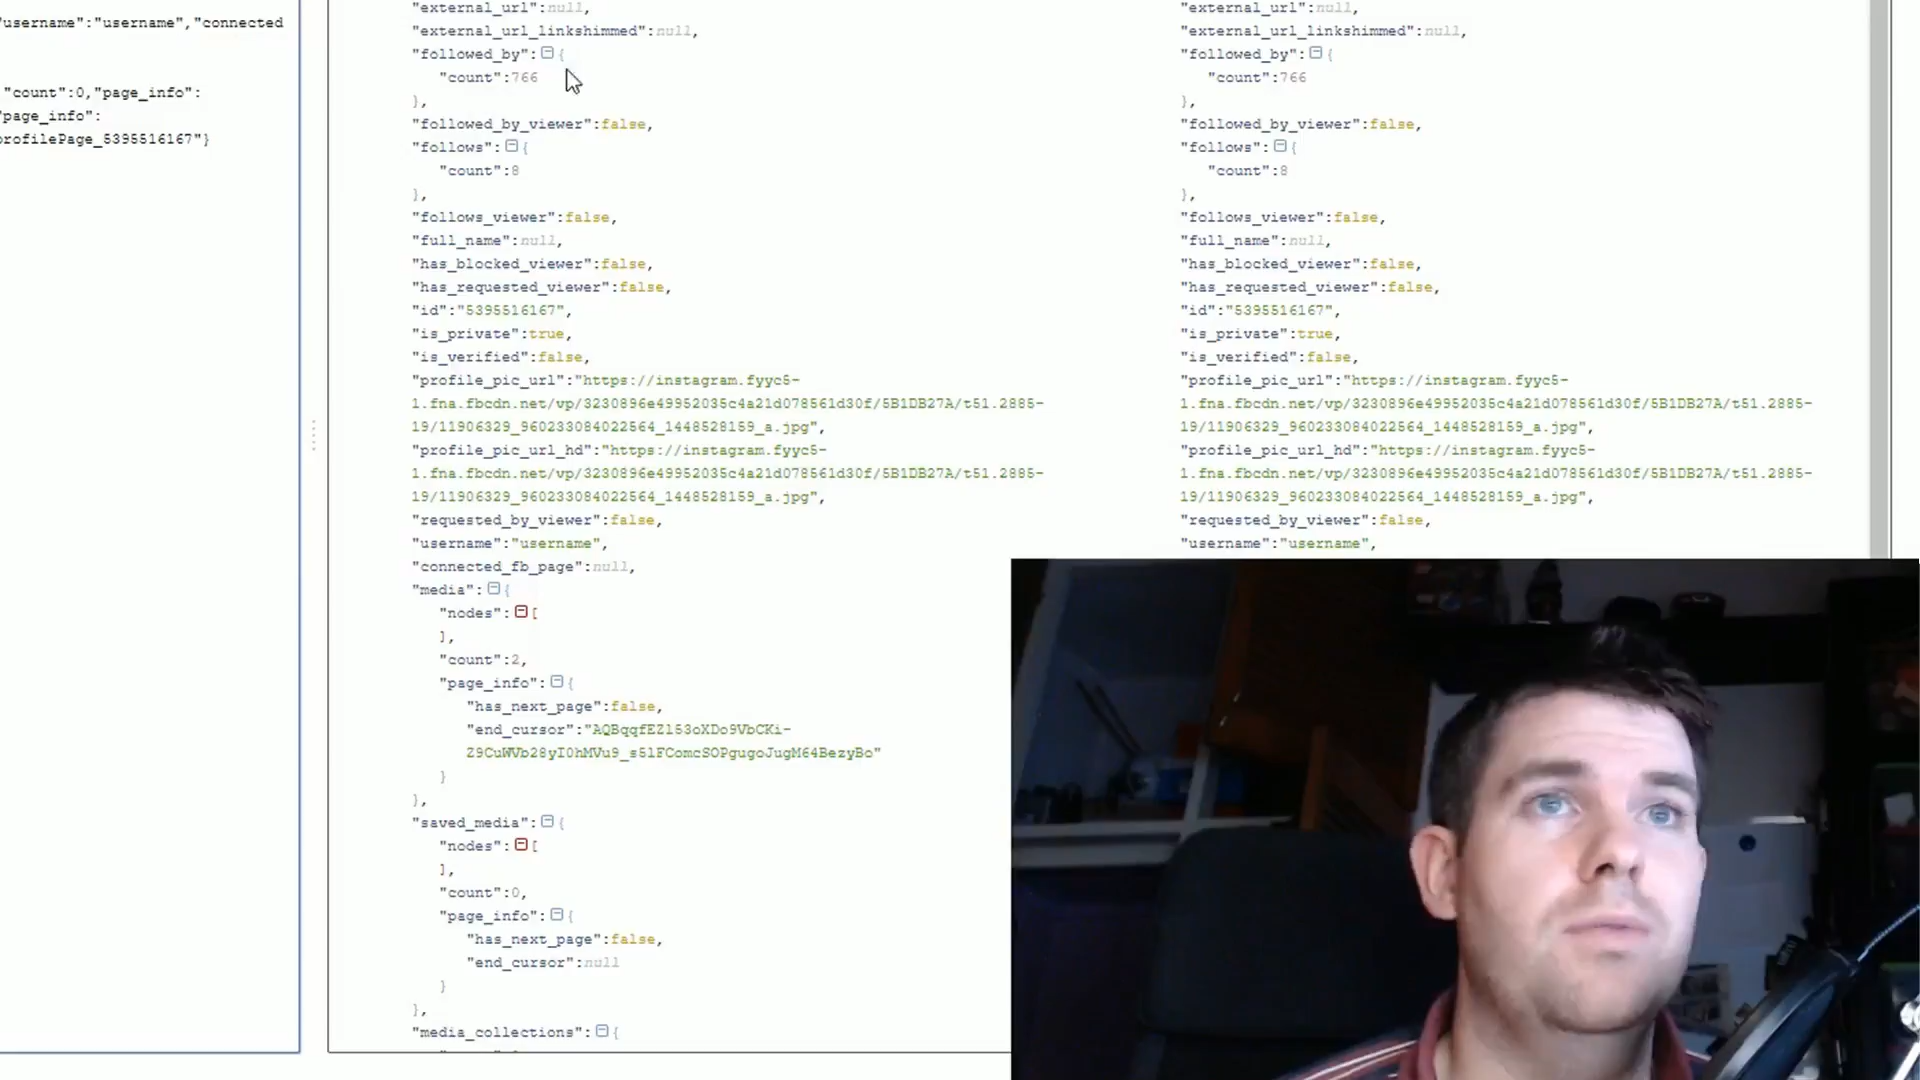 "username":"username","connected
"count":0,"page_info":
"page_info":
profilePage_5395516167"}
"external_url":null,
"external_url_linkshimmed":null,
"followed_by":{
"count":766
},
"followed_by_viewer":false,
"follows":{
"count":8
},
"follows_viewer":false,
"full_name":null,
"has_blocked_viewer":false,
"has_requested_viewer":false,
"id":"5395516167",
"is_private":true,
"is_verified":false,
"profile_pic_url":"https://instagram.fyyc5-
1.fna.fbcdn.net/vp/3230896e49952035c4a21d078561d30f/5B1DB27A/t51.2885-
19/11906329_960233084022564_1448528159_a.jpg",
"profile_pic_url_hd":"https://instagram.fyyc5-
1.fna.fbcdn.net/vp/3230896e49952035c4a21d078561d30f/5B1DB27A/t51.2885-
19/11906329_960233084022564_1448528159_a.jpg",
"requested_by_viewer":false,
"username":"username",
"connected_fb_page":null,
"media":{
"nodes":[
],
"count":2,
"page_info":{
"has_next_page":false,
"end_cursor":"AQBqqfEZl53oXDo9VbCKi-
Z9CuWVb28yI0hMVu9_s51FComcSOPgugoJugM64BezyBo"
}
},
"saved_media":{
"nodes":[
],
"count":0,
"page_info":{
"has_next_page":false,
"end_cursor":null
}
},
"media_collections":{
"external_url":null,
"external_url_linkshimmed":null,
"followed_by":{
"count":766
},
"followed_by_viewer":false,
"follows":{
"count":8
},
"follows_viewer":false,
"full_name":null,
"has_blocked_viewer":false,
"has_requested_viewer":false,
"id":"5395516167",
"is_private":true,
"is_verified":false,
"profile_pic_url":"https://instagram.fyyc5-
1.fna.fbcdn.net/vp/3230896e49952035c4a21d078561d30f/5B1DB27A/t51.2885-
19/11906329_960233084022564_1448528159_a.jpg",
"profile_pic_url_hd":"https://instagram.fyyc5-
1.fna.fbcdn.net/vp/3230896e49952035c4a21d078561d30f/5B1DB27A/t51.2885-
19/11906329_960233084022564_1448528159_a.jpg",
"requested_by_viewer":false,
"username":"username",